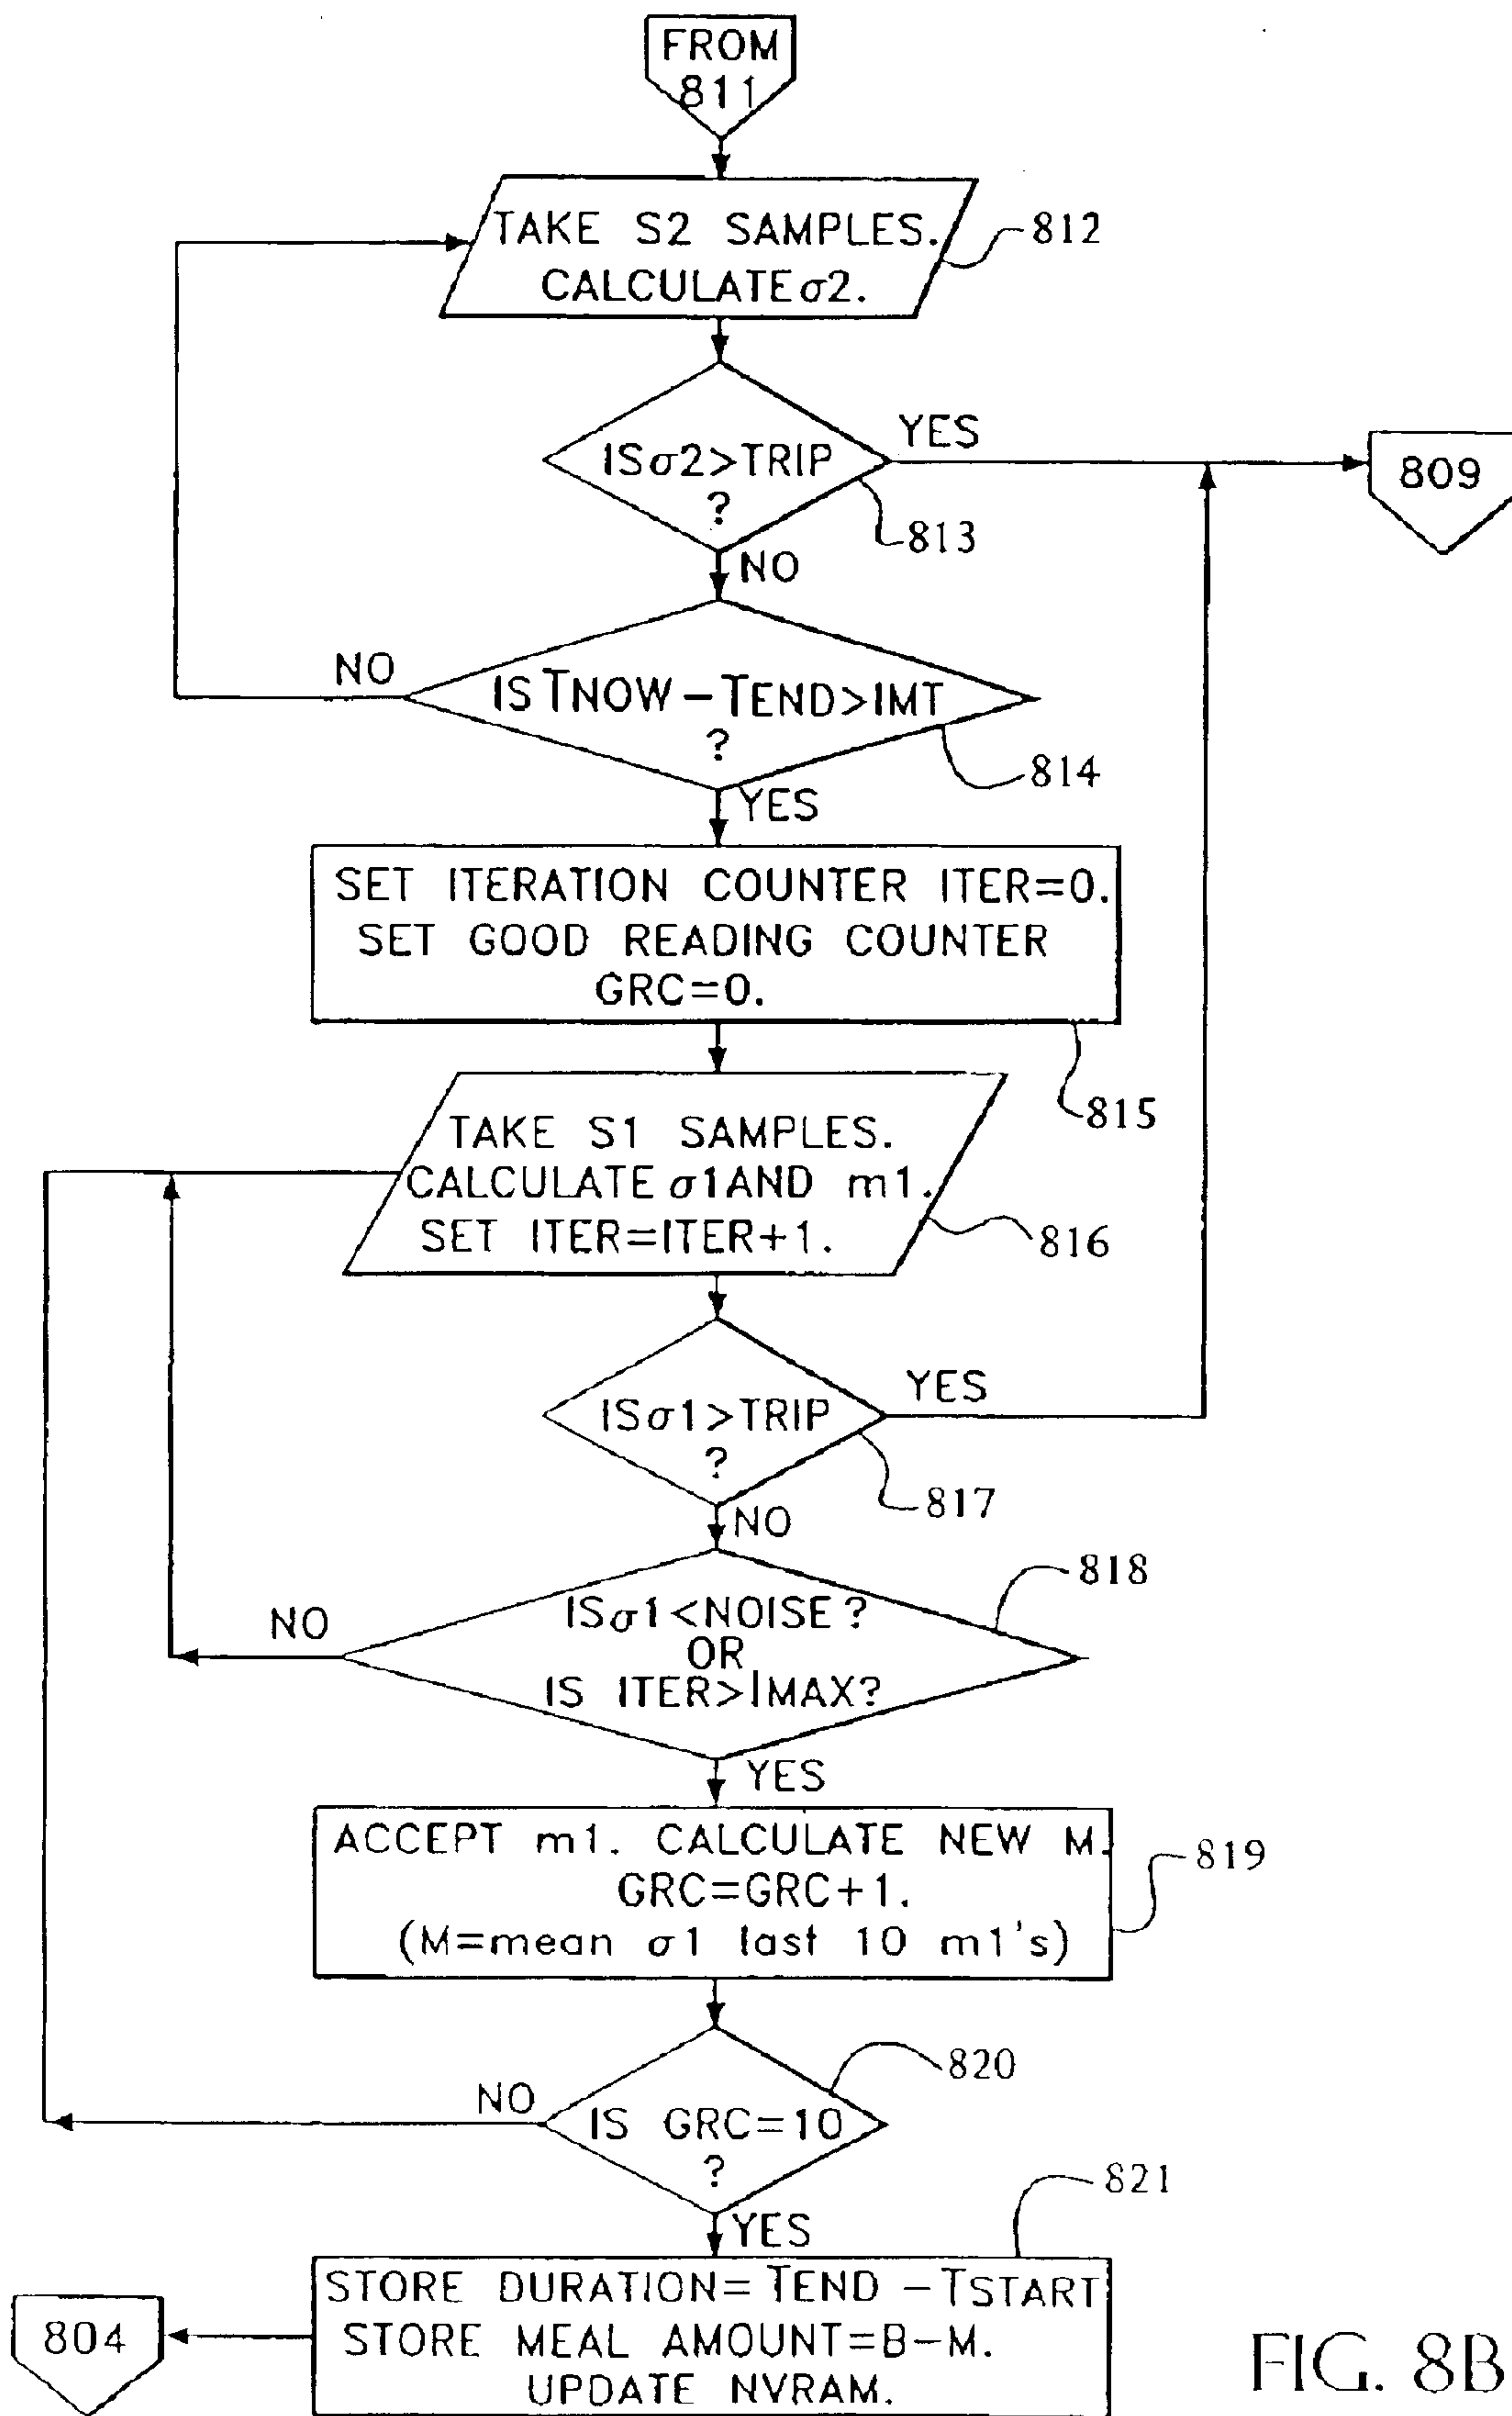 FROM
811
TAKE S2 SAMPLES.
CALCULATE σ2.
812
IS σ2>TRIP
?
YES
809
813
NO
IS TNOW-TEND>IMT
?
NO
814
YES
SET ITERATION COUNTER ITER=0.
SET GOOD READING COUNTER
GRC=0.
815
TAKE S1 SAMPLES.
CALCULATE σ1 AND m1.
SET ITER=ITER+1.
816
IS σ1>TRIP
?
YES
817
NO
818
IS σ1<NOISE?
OR
IS ITER>IMAX?
NO
YES
ACCEPT m1. CALCULATE NEW M.
GRC=GRC+1.
(M=mean σ1 last 10 m1's)
819
820
NO
IS GRC=10
?
821
YES
STORE DURATION= TEND -TSTART
STORE MEAL AMOUNT=B-M.
UPDATE NVRAM.
804
FIG. 8B